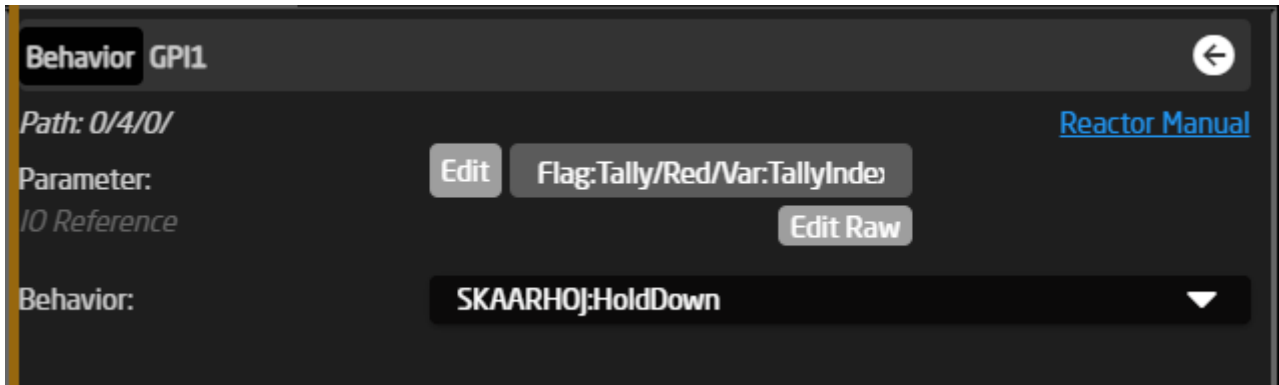 Behavior GPI1
Path: 0/4/0/
Reactor Manual
Parameter:
Edit Flag:Tally/Red/Var:TallyIndex
IO Reference
Edit Raw
Behavior:
SKAARHOJ:HoldDown